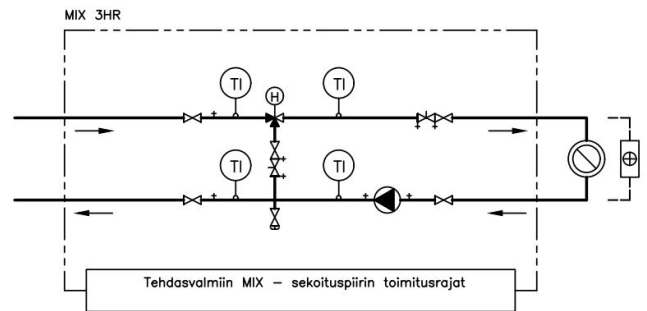 MIX 3HR
TI
TI
H
TI
TI
Tehdasvalmiin MIX – sekoituspiirin toimitusrajat